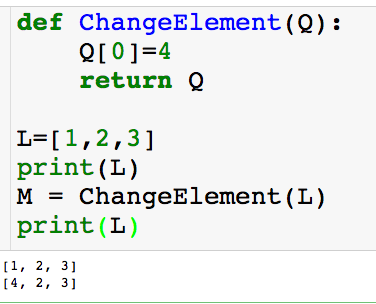 def ChangeElement(Q):
    Q[0]=4
    return Q

L=[1,2,3]
print(L)
M = ChangeElement(L)
print(L)
[1, 2, 3]
[4, 2, 3]